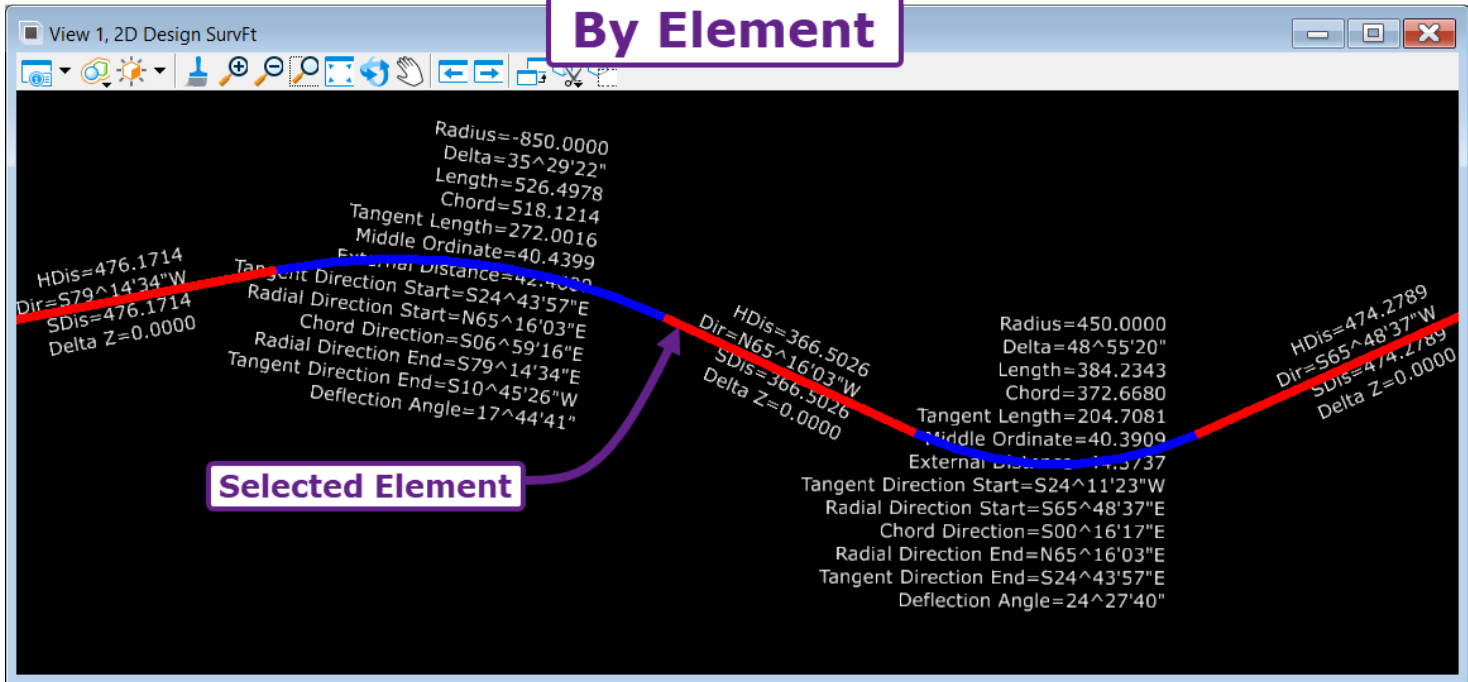 By Element
View 1, 2D Design SurvFt
Radius=-850.0000
Delta=35^29'22"
Length=526.4978
Chord=518.1214
Tangent Length=272.0016
Middle Ordinate=40.4399
External Distance=42.4600
Tangent Direction Start=S24^43'57"E
Radial Direction Start=N65^16'03"E
Chord Direction=S06^59'16"E
Radial Direction End=S79^14'34"E
Tangent Direction End=S10^45'26"W
Deflection Angle=17^44'41"
HDis=476.1714
Dir=S79^14'34"W
SDis=476.1714
Delta Z=0.0000
HDis=366.5026
Dir=N65^16'03"W
SDis=366.5026
Delta Z=0.0000
Selected Element
Radius=450.0000
Delta=48^55'20"
Length=384.2343
Chord=372.6680
Tangent Length=204.7081
Middle Ordinate=40.3909
External
Tangent Direction Start=S24^11'23"W
Radial Direction Start=S65^48'37"E
Chord Direction=S00^16'17"E
Radial Direction End=N65^16'03"E
Tangent Direction End=S24^43'57"E
Deflection Angle=24^27'40"
HDis=474.2789
Dir=S65^48'37"W
SDis=474.2789
Delta Z=0.0000